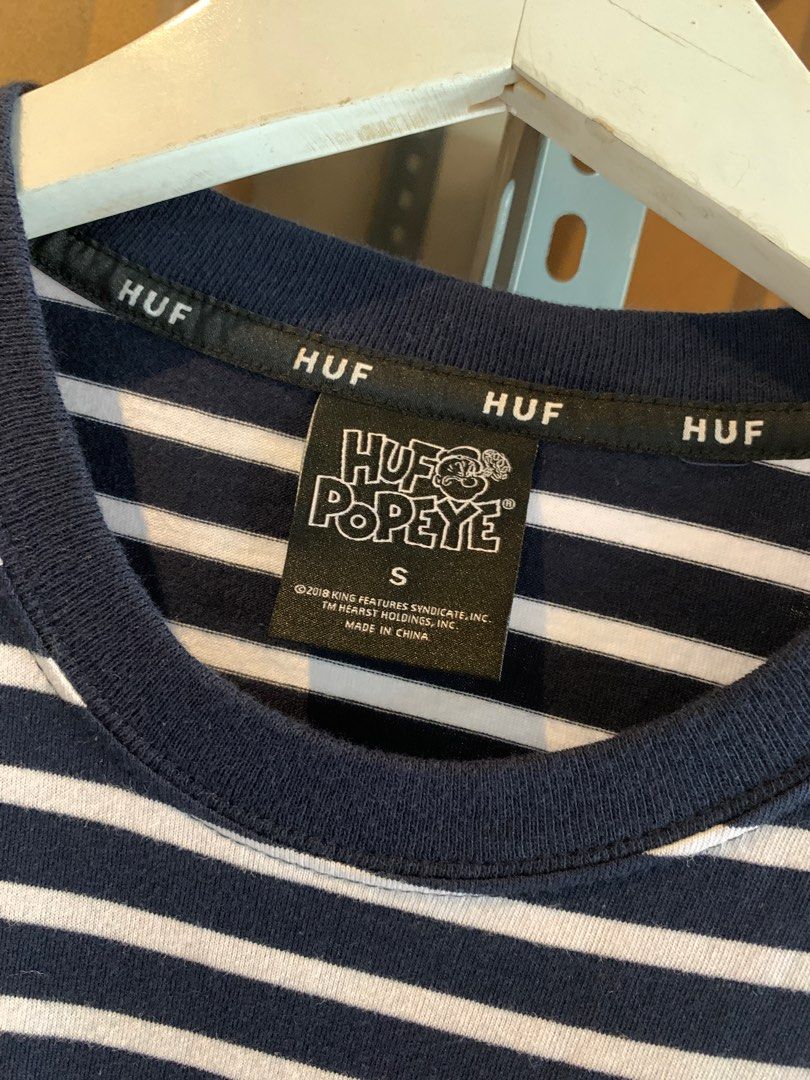 HUF
HUF
HUF
HUF
HUF
POPEYE®
S
©2018 KING FEATURES SYNDICATE, INC.
TM HEARST HOLDINGS, INC.
MADE IN CHINA